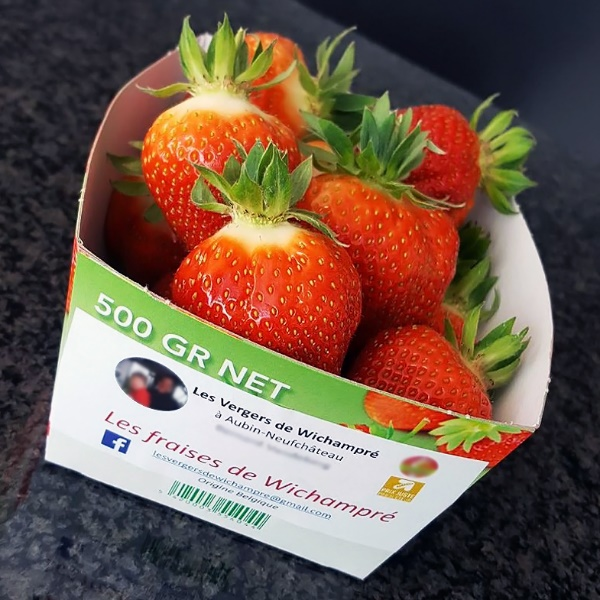 500 GR NET
Les Vergers de Wichampré
à Aubin-Neufchâteau
Les fraises de Wichampré
lesvergersdewichampre@gmail.com
Origine Belgique